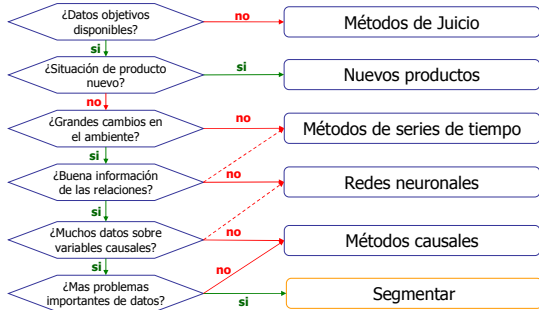 ¿Datos objetivos
disponibles?
no
Métodos de Juicio
si
¿Situación de producto
nuevo?
si
Nuevos productos
no
¿Grandes cambios en
el ambiente?
no
Métodos de series de tiempo
si
¿Buena información
de las relaciones?
no
Redes neuronales
si
¿Muchos datos sobre
variables causales?
no
Métodos causales
si
no
¿Mas problemas
importantes de datos?
si
Segmentar